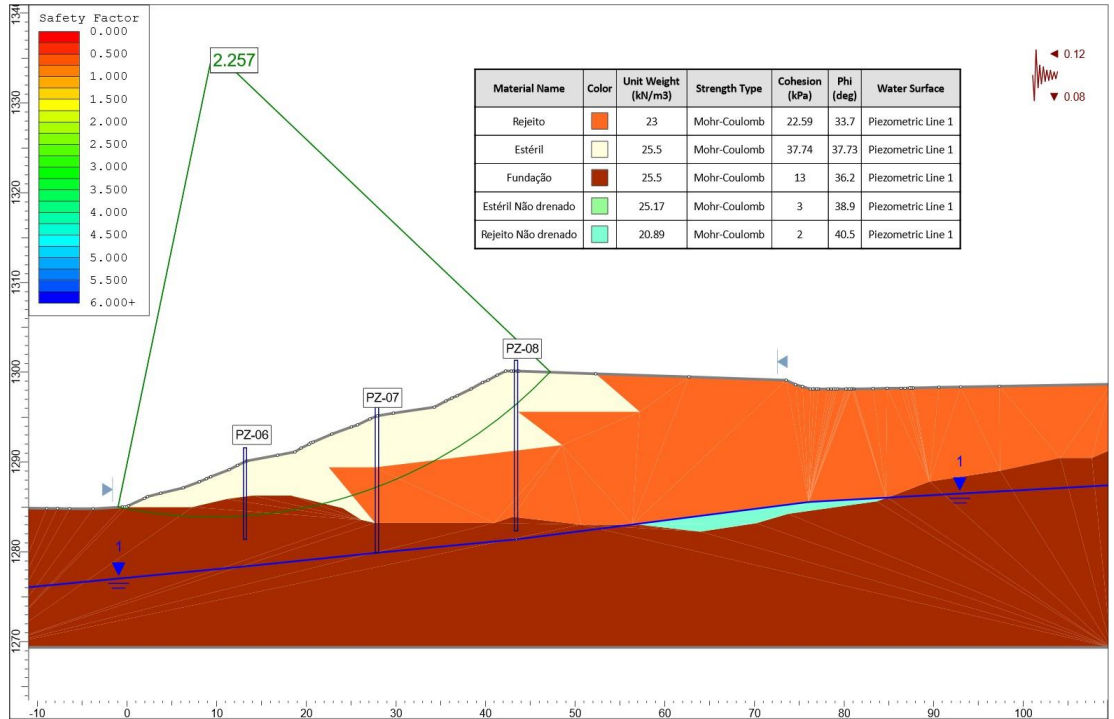 Safety Factor
0.000
0.500
1.000
1.500
2.000
2.500
3.000
3.500
4.000
4.500
5.000
5.500
6.000+
2.257
0.12
0.08
Material Name Color Unit Weight (kN/m3) Strength Type Cohesion (kPa) Phi (deg) Water Surface
Rejeito 23 Mohr-Coulomb 22.59 33.7 Piezometric Line 1
Estéril 25.5 Mohr-Coulomb 37.74 37.73 Piezometric Line 1
Fundação 25.5 Mohr-Coulomb 13 36.2 Piezometric Line 1
Estéril Não drenado 25.17 Mohr-Coulomb 3 38.9 Piezometric Line 1
Rejeito Não drenado 20.89 Mohr-Coulomb 2 40.5 Piezometric Line 1
PZ-08
PZ-07
PZ-06
1
1
1340
1330
1320
1310
1300
1290
1280
1270
-10 0 10 20 30 40 50 60 70 80 90 100